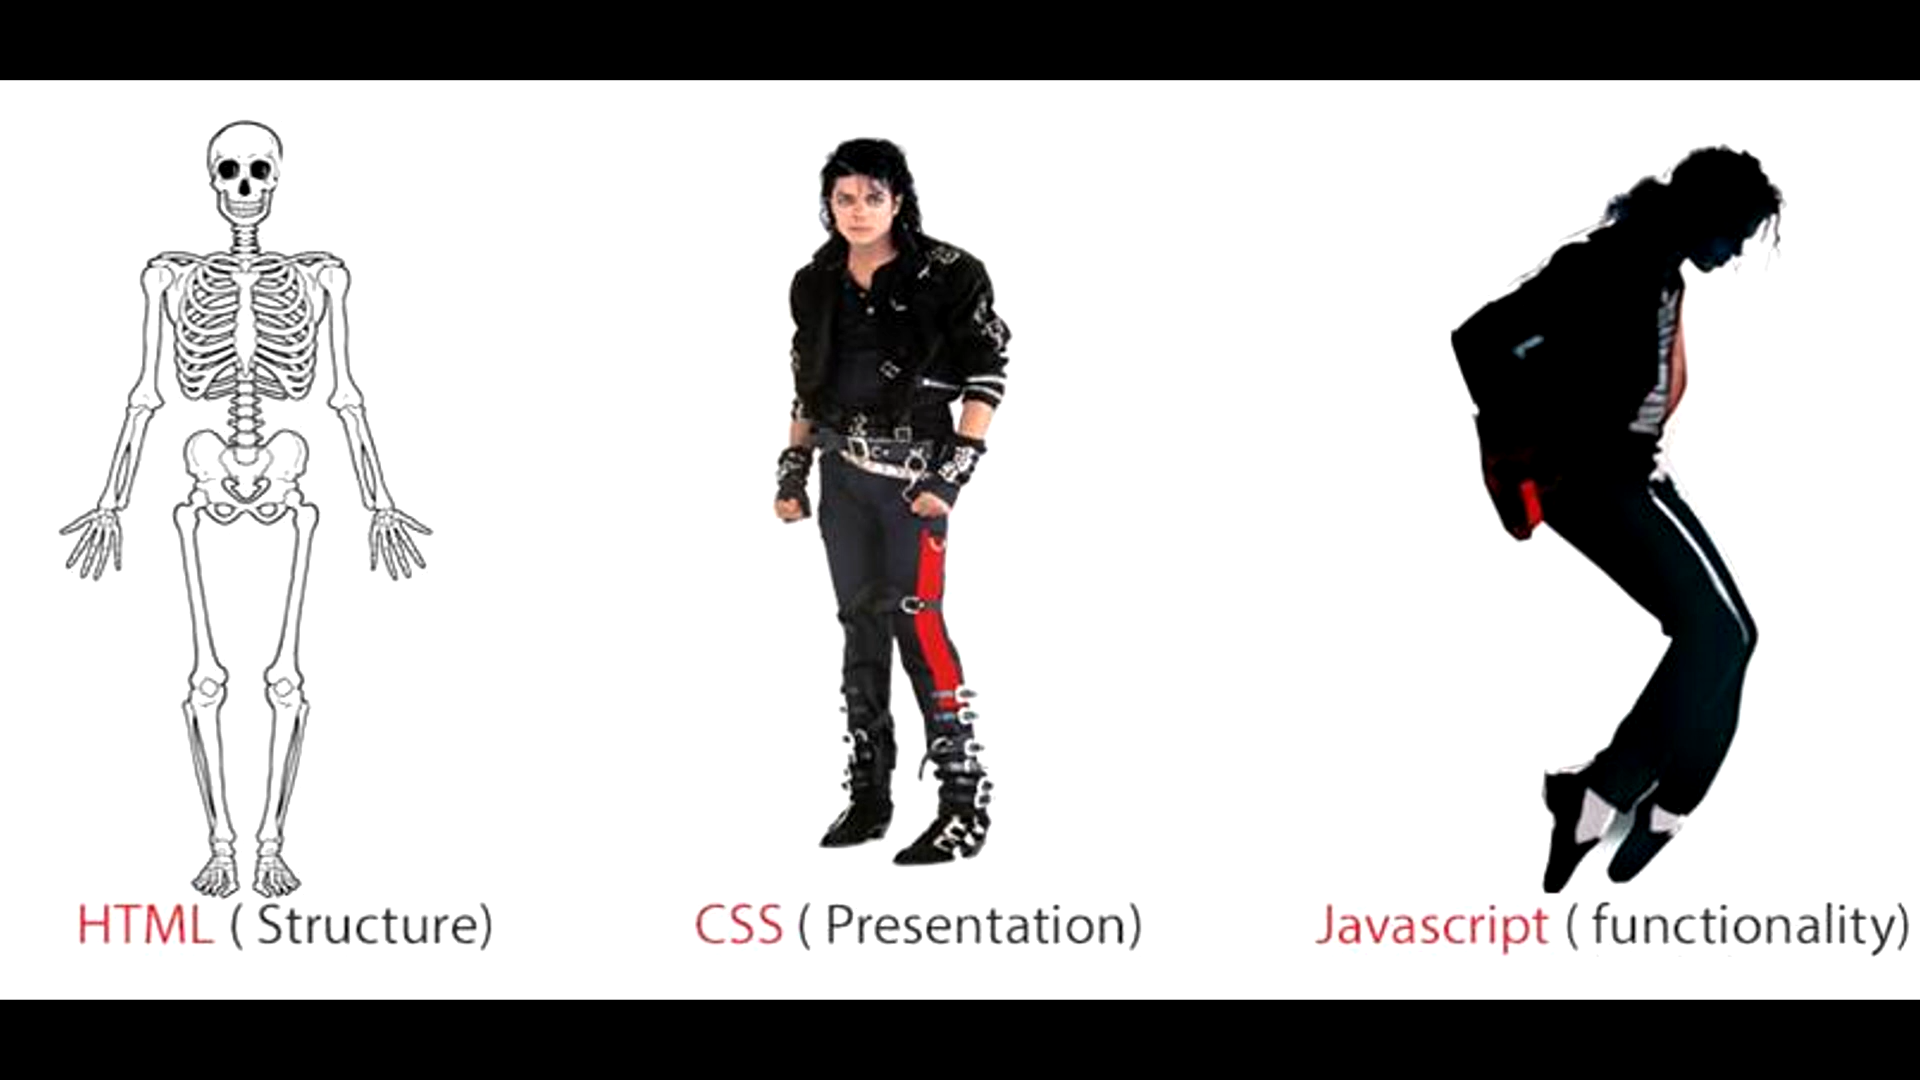 HTML ( Structure)
CSS ( Presentation)
Javascript ( functionality)